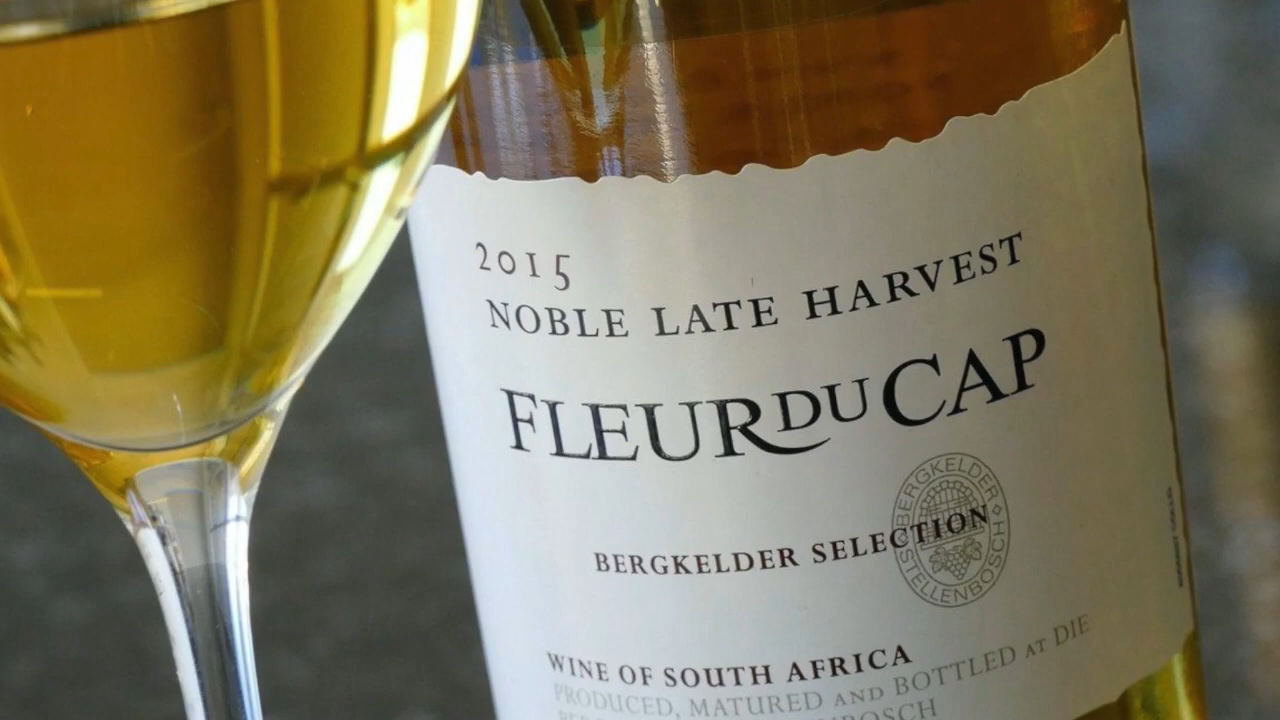 2015
NOBLE LATE HARVEST
FLEUR DU CAP
BERGKELDER
STELLENBOSCH
BERGKELDER SELECTION
WINE OF SOUTH AFRICA
PRODUCED, MATURED AND BOTTLED AT DIE